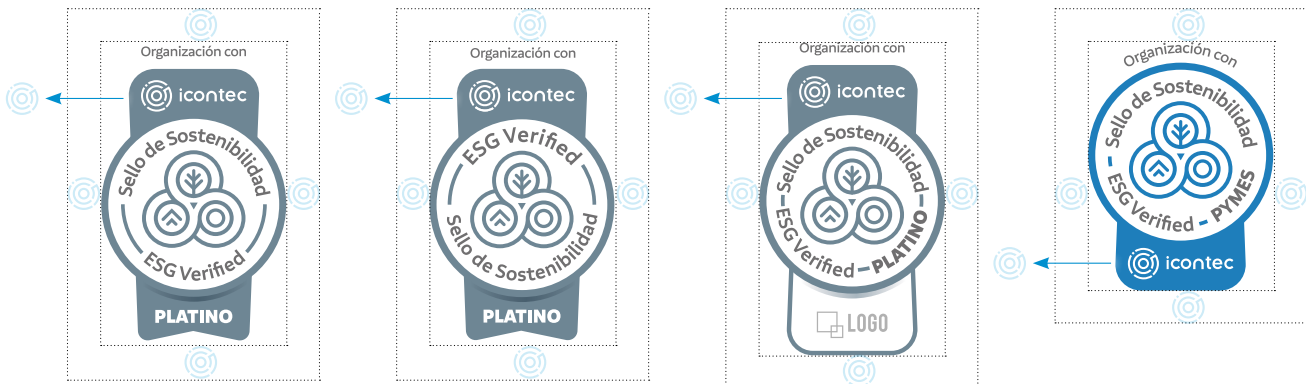 Organización con
icontec
Sello de Sostenibilidad
ESG Verified
PLATINO
Organización con
icontec
ESG Verified
Sello de Sostenibilidad
PLATINO
Organización con
icontec
Sello de Sostenibilidad
ESG Verified – PLATINO
LOGO
Organización con
Sello de Sostenibilidad
ESG Verified - PYMES
icontec